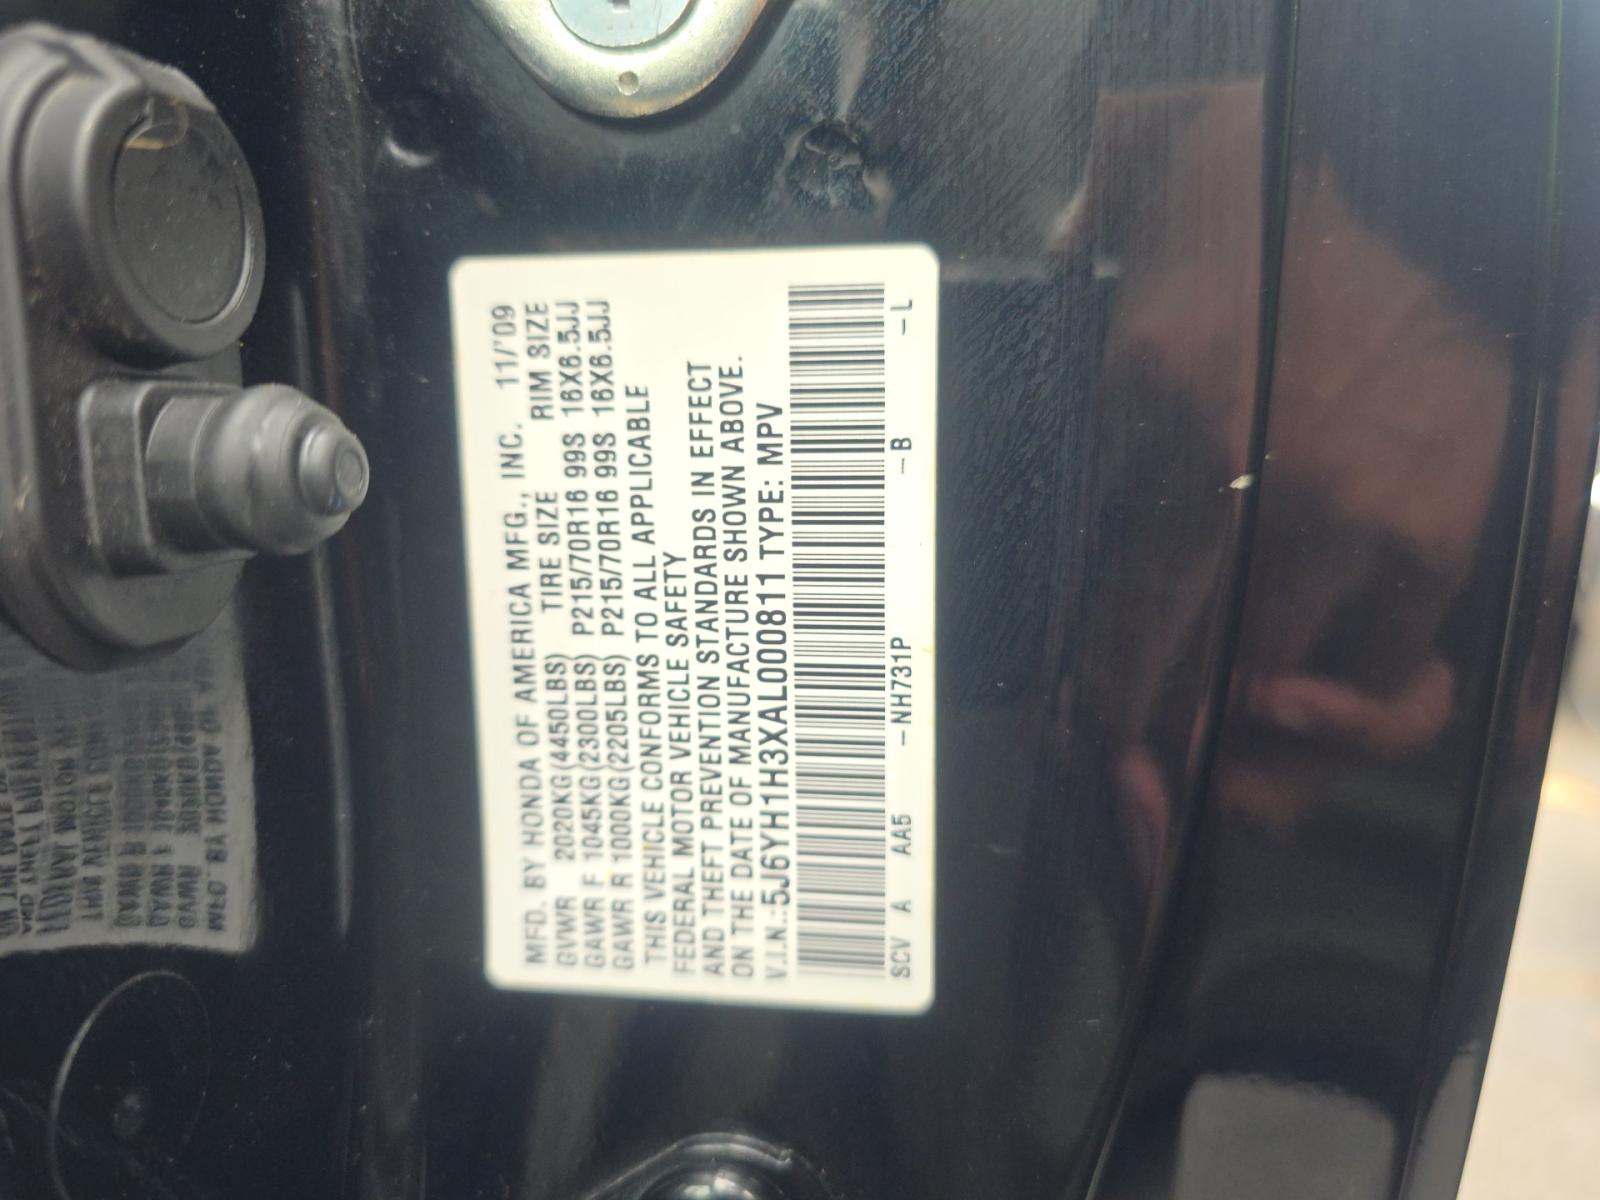 MFD. BY HONDA OF AMERICA MFG., INC. 11/'09
GVWR 2020KG(4450LBS) TIRE SIZE RIM SIZE
GAWR F 1045KG(2300LBS) P215/70R16 99S 16X6.5JJ
GAWR R 1000KG(2205LBS) P215/70R16 99S 16X6.5JJ
THIS VEHICLE CONFORMS TO ALL APPLICABLE
FEDERAL MOTOR VEHICLE SAFETY
AND THEFT PREVENTION STANDARDS IN EFFECT
ON THE DATE OF MANUFACTURE SHOWN ABOVE.
V.I.N.:5J6YH1H3XAL000811 TYPE: MPV
SCV A AA5 -NH731P -B -L